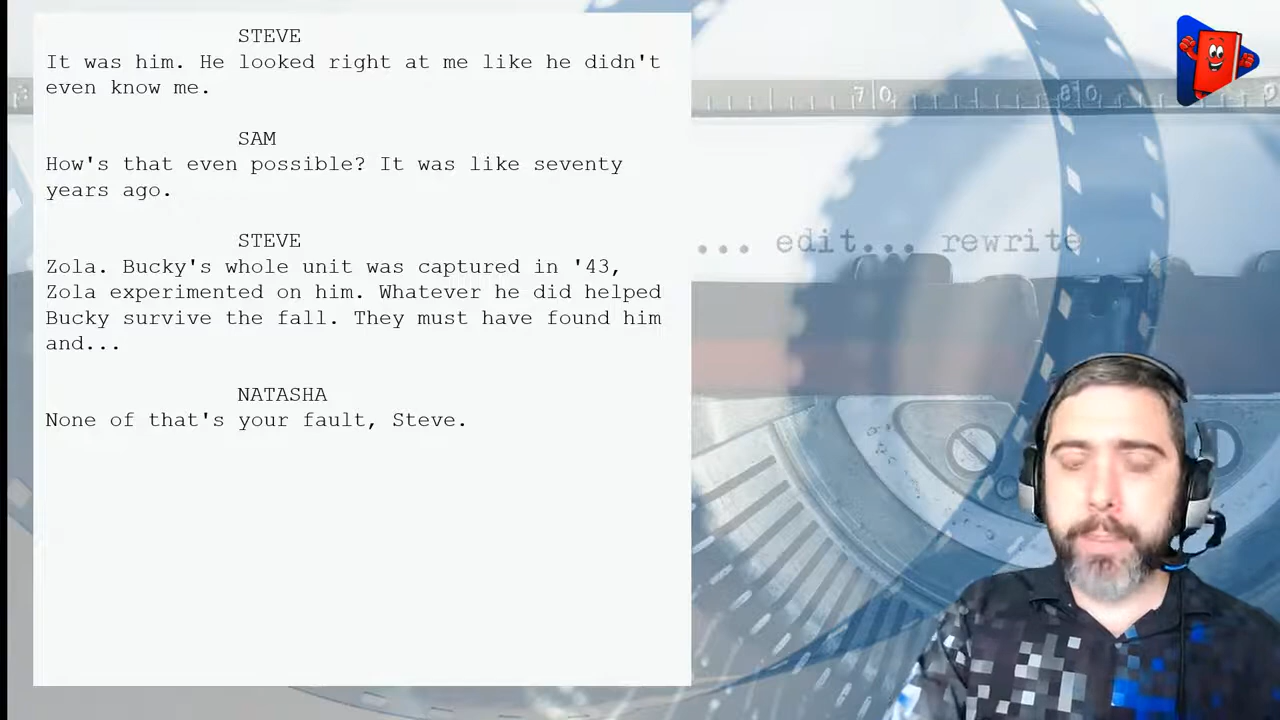 STEVE
It was him. He looked right at me like he didn't
even know me.
SAM
How's that even possible? It was like seventy
years ago.
STEVE
Zola. Bucky's whole unit was captured in '43,
Zola experimented on him. Whatever he did helped
Bucky survive the fall. They must have found him
and...
NATASHA
None of that's your fault, Steve.
70 80
... edit... rewrite